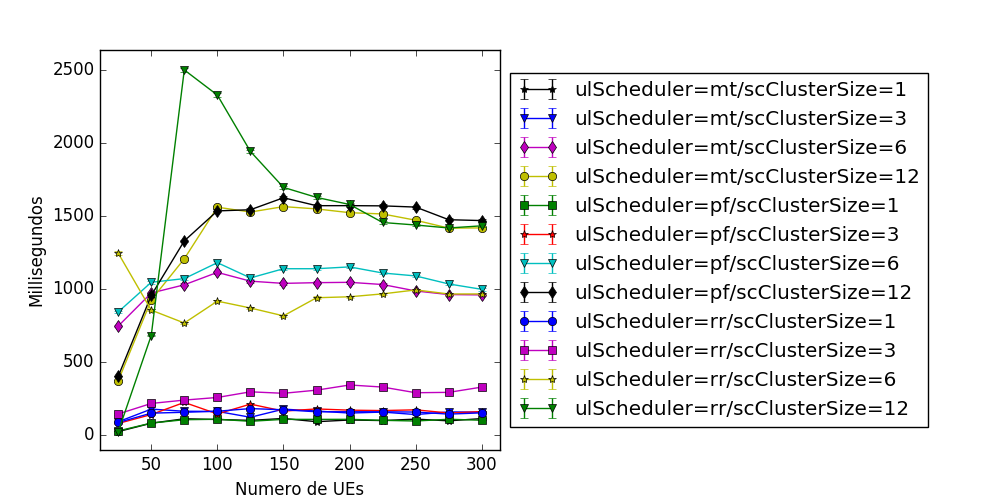 2500
2000
1500
1000
500
0
Millisegundos
50 100 150 200 250 300
Numero de UEs
ulScheduler=mt/scClusterSize=1
ulScheduler=mt/scClusterSize=3
ulScheduler=mt/scClusterSize=6
ulScheduler=mt/scClusterSize=12
ulScheduler=pf/scClusterSize=1
ulScheduler=pf/scClusterSize=3
ulScheduler=pf/scClusterSize=6
ulScheduler=pf/scClusterSize=12
ulScheduler=rr/scClusterSize=1
ulScheduler=rr/scClusterSize=3
ulScheduler=rr/scClusterSize=6
ulScheduler=rr/scClusterSize=12